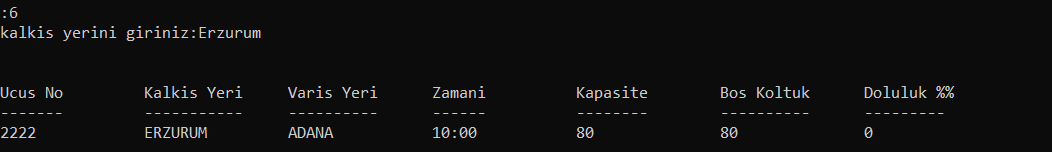 :6
kalkis yerini giriniz:Erzurum
Ucus No Kalkis Yeri Varis Yeri Zamani Kapasite Bos Koltuk Doluluk %%
------- ----------- ---------- ------ -------- ---------- ---------
2222 ERZURUM ADANA 10:00 80 80 0